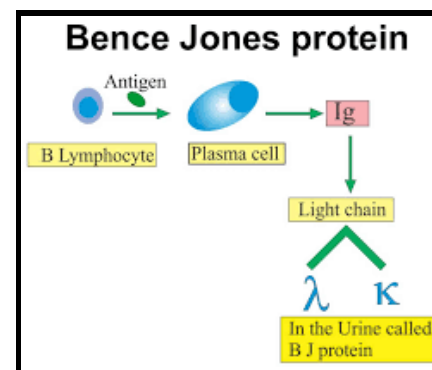 Bence Jones protein
Antigen
Ig
B Lymphocyte
Plasma cell
Light chain
λ κ
In the Urine called
B J protein